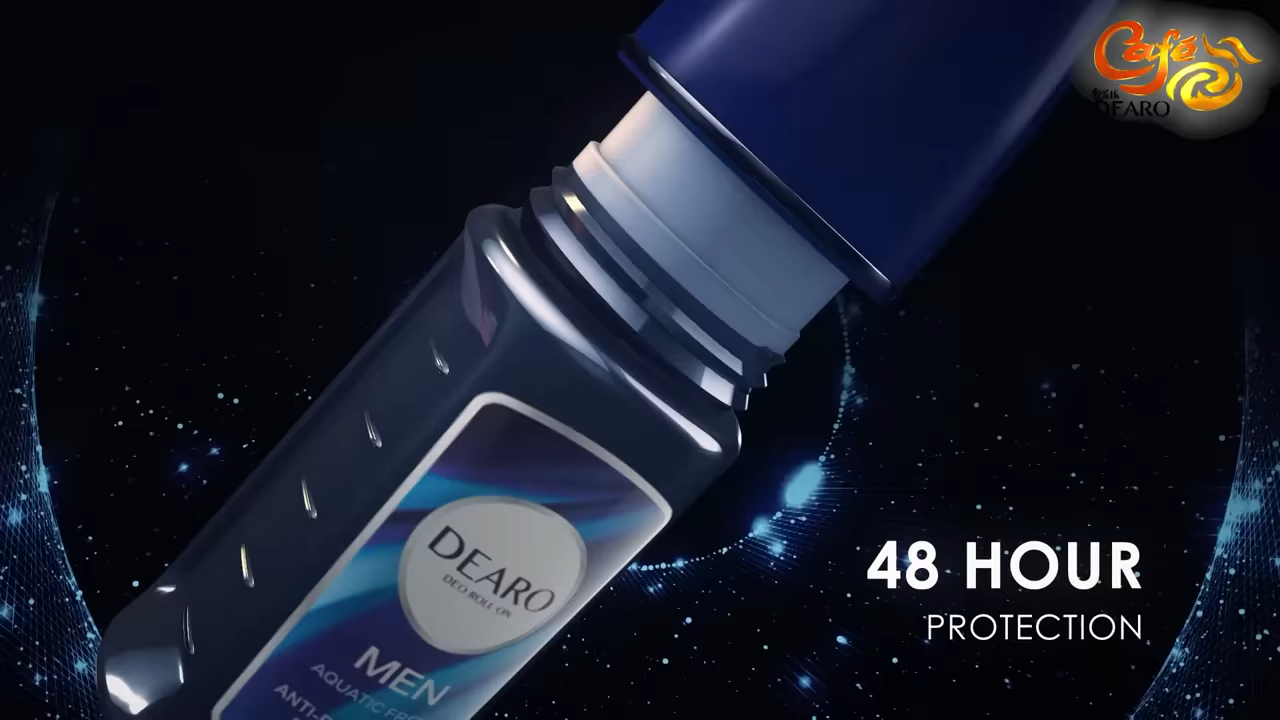 Café R
DEARO
DEARO
DEO ROLL ON
MEN
48 HOUR
PROTECTION